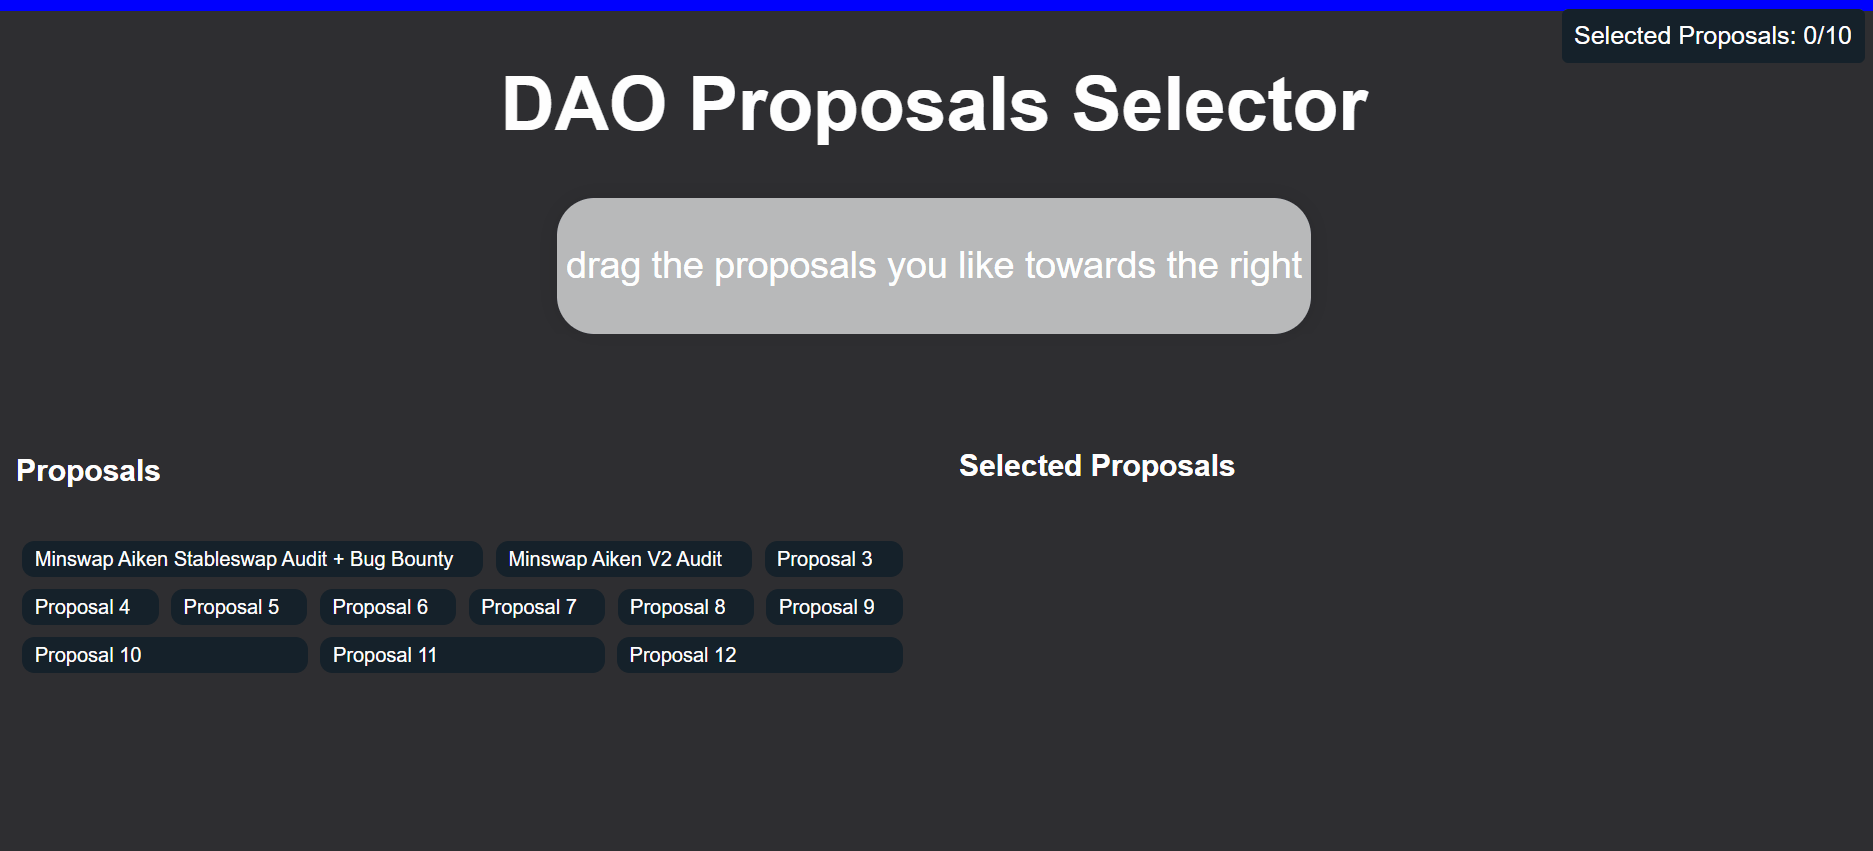 Selected Proposals: 0/10
DAO Proposals Selector
drag the proposals you like towards the right
Proposals
Minswap Aiken Stableswap Audit + Bug Bounty
Minswap Aiken V2 Audit
Proposal 3
Proposal 4
Proposal 5
Proposal 6
Proposal 7
Proposal 8
Proposal 9
Proposal 10
Proposal 11
Proposal 12
Selected Proposals